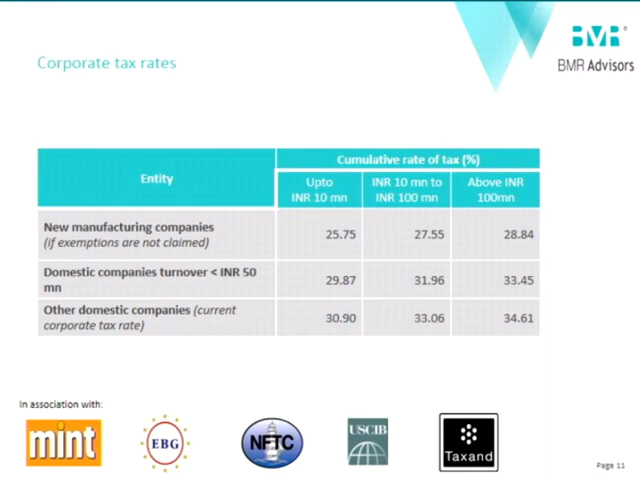 BMR
BMR Advisors
Corporate tax rates
Entity
Cumulative rate of tax (%)
Upto INR 10 mn
INR 10 mn to INR 100 mn
Above INR 100mn
New manufacturing companies (if exemptions are not claimed)
25.75 27.55 28.84
Domestic companies turnover < INR 50 mn
29.87 31.96 33.45
Other domestic companies (current corporate tax rate)
30.90 33.06 34.61
In association with:
mint
EBG
NFTC
USCIB
Taxand
Page 11